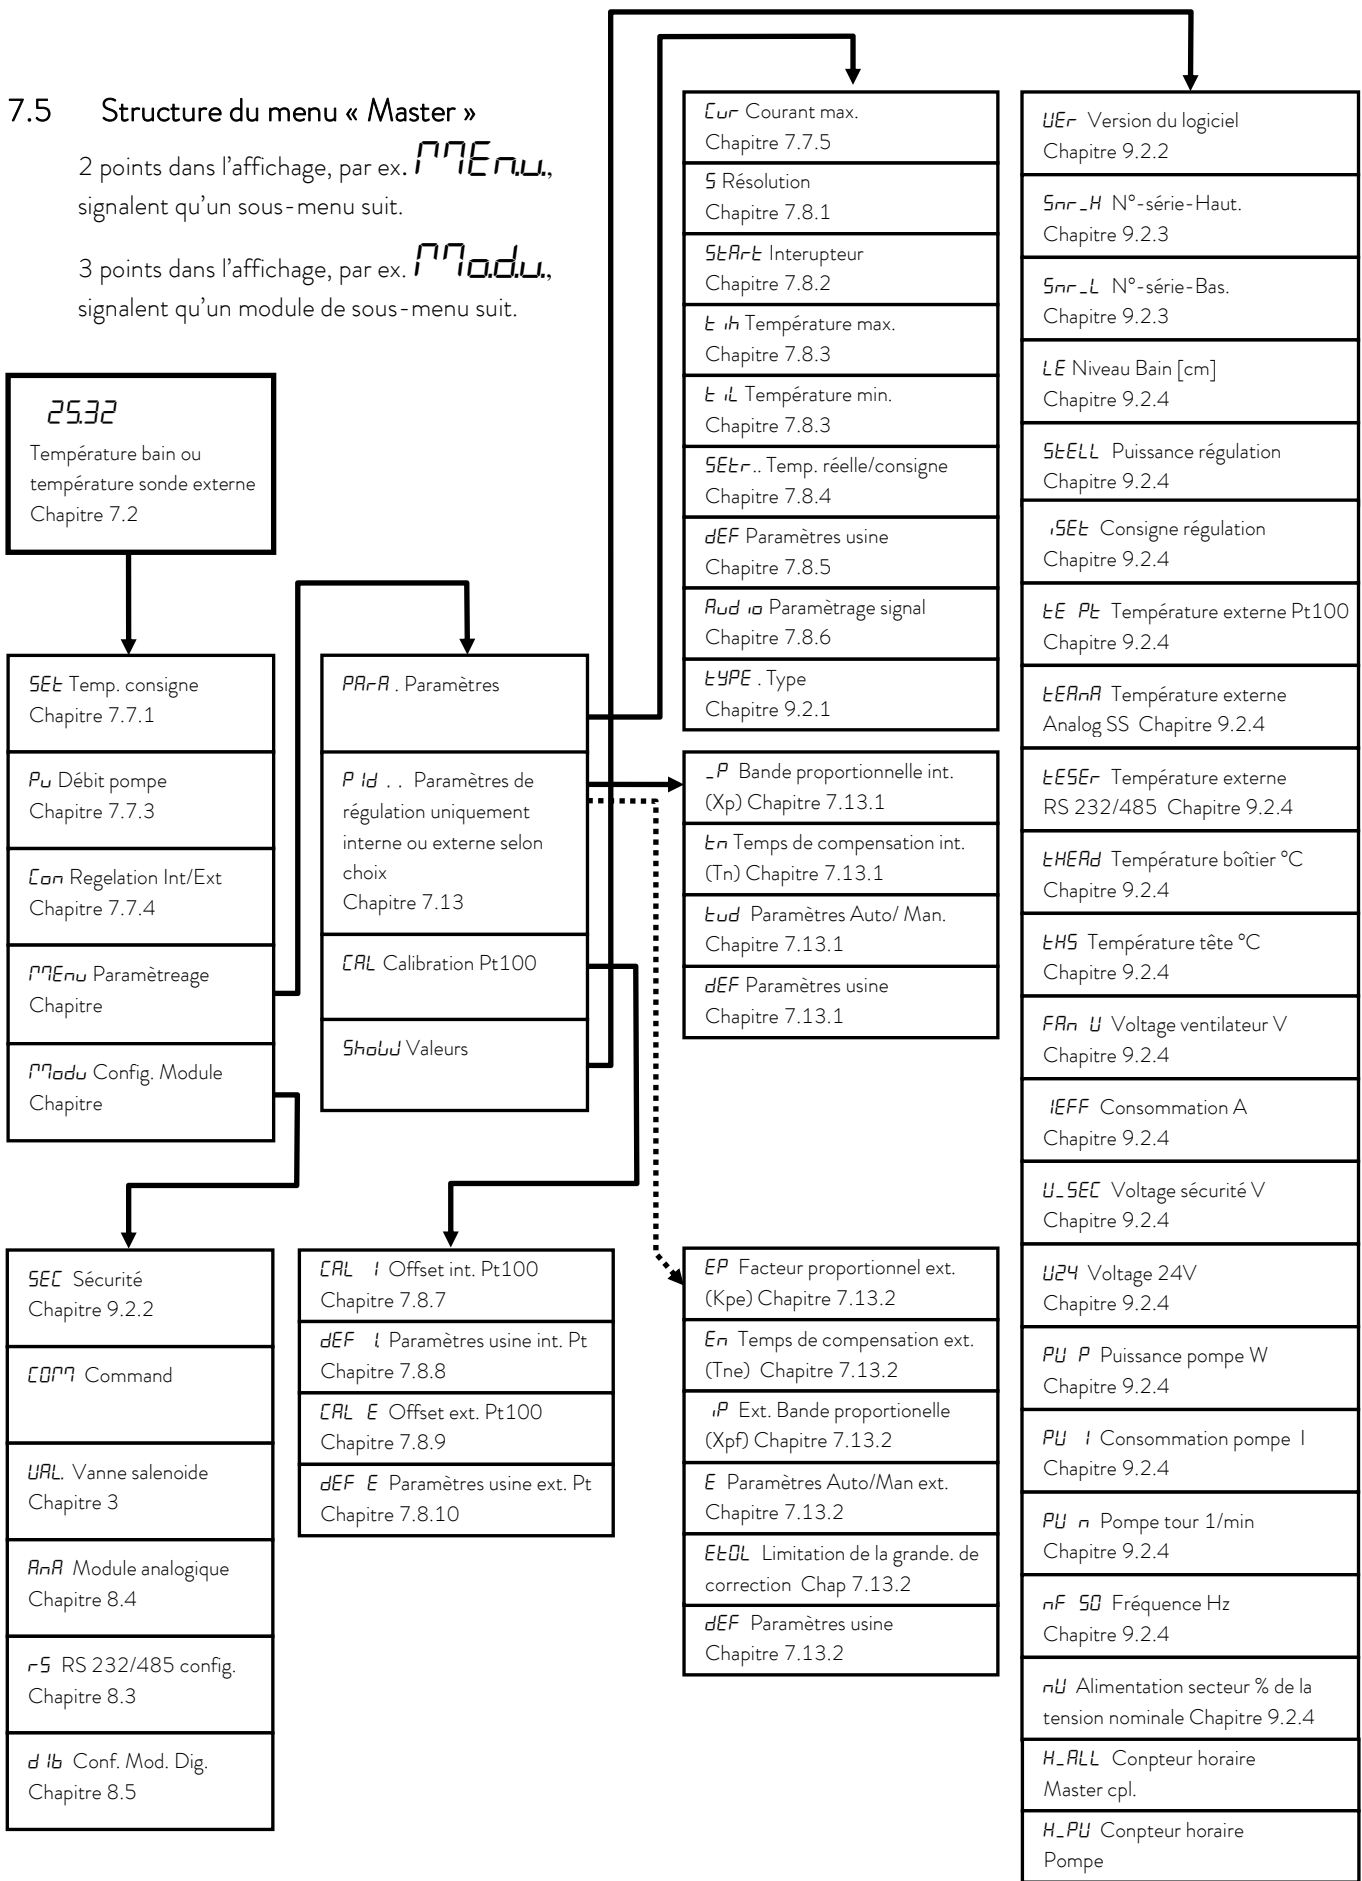 7.5 Structure du menu « Master »
2 points dans l'affichage, par ex. MEnu.,
signalent qu'un sous-menu suit.
3 points dans l'affichage, par ex. Mo.d.u.,
signalent qu'un module de sous-menu suit.
25.32
Température bain ou
température sonde externe
Chapitre 7.2
SEt Temp. consigne
Chapitre 7.7.1
Pu Débit pompe
Chapitre 7.7.3
Con Regelation Int/Ext
Chapitre 7.7.4
MEnu Paramètreage
Chapitre
Modu Config. Module
Chapitre
SEC Sécurité
Chapitre 9.2.2
COM Command
UAL. Vanne salenoide
Chapitre 3
AnA Module analogique
Chapitre 8.4
rS RS 232/485 config.
Chapitre 8.3
d Ib Conf. Mod. Dig.
Chapitre 8.5
PArA . Paramètres
P Id . . Paramètres de
régulation uniquement
interne ou externe selon
choix
Chapitre 7.13
CAL Calibration Pt100
ShoW Valeurs
CAL I Offset int. Pt100
Chapitre 7.8.7
dEF I. Paramètres usine int. Pt
Chapitre 7.8.8
CAL E Offset ext. Pt100
Chapitre 7.8.9
dEF E Paramètres usine ext. Pt
Chapitre 7.8.10
Cur Courant max.
Chapitre 7.7.5
S Résolution
Chapitre 7.8.1
StArt Interupteur
Chapitre 7.8.2
t ih Température max.
Chapitre 7.8.3
t iL Température min.
Chapitre 7.8.3
SEtr.. Temp. réelle/consigne
Chapitre 7.8.4
dEF Paramètres usine
Chapitre 7.8.5
Aud io Paramètrage signal
Chapitre 7.8.6
tYPE . Type
Chapitre 9.2.1
_P Bande proportionnelle int.
(Xp) Chapitre 7.13.1
tn Temps de compensation int.
(Tn) Chapitre 7.13.1
tud Paramètres Auto/ Man.
Chapitre 7.13.1
dEF Paramètres usine
Chapitre 7.13.1
EP Facteur proportionnel ext.
(Kpe) Chapitre 7.13.2
En Temps de compensation ext.
(Tne) Chapitre 7.13.2
iP Ext. Bande proportionelle
(Xpf) Chapitre 7.13.2
E Paramètres Auto/Man ext.
Chapitre 7.13.2
EtOL Limitation de la grande. de
correction Chap 7.13.2
dEF Paramètres usine
Chapitre 7.13.2
UEr Version du logiciel
Chapitre 9.2.2
Snr_H N°-série-Haut.
Chapitre 9.2.3
Snr_L N°-série-Bas.
Chapitre 9.2.3
LE Niveau Bain [cm]
Chapitre 9.2.4
StELL Puissance régulation
Chapitre 9.2.4
iSEt Consigne régulation
Chapitre 9.2.4
tE Pt Température externe Pt100
Chapitre 9.2.4
tEAnA Température externe
Analog SS Chapitre 9.2.4
tESEr Température externe
RS 232/485 Chapitre 9.2.4
tHEAd Température boîtier °C
Chapitre 9.2.4
tHS Température tête °C
Chapitre 9.2.4
FAn U Voltage ventilateur V
Chapitre 9.2.4
IEFF Consommation A
Chapitre 9.2.4
U_SEC Voltage sécurité V
Chapitre 9.2.4
U24 Voltage 24V
Chapitre 9.2.4
PU P Puissance pompe W
Chapitre 9.2.4
PU I Consommation pompe I
Chapitre 9.2.4
PU n Pompe tour 1/min
Chapitre 9.2.4
nF 50 Fréquence Hz
Chapitre 9.2.4
nU Alimentation secteur % de la
tension nominale Chapitre 9.2.4
H_ALL Conpteur horaire
Master cpl.
H_PU Conpteur horaire
Pompe